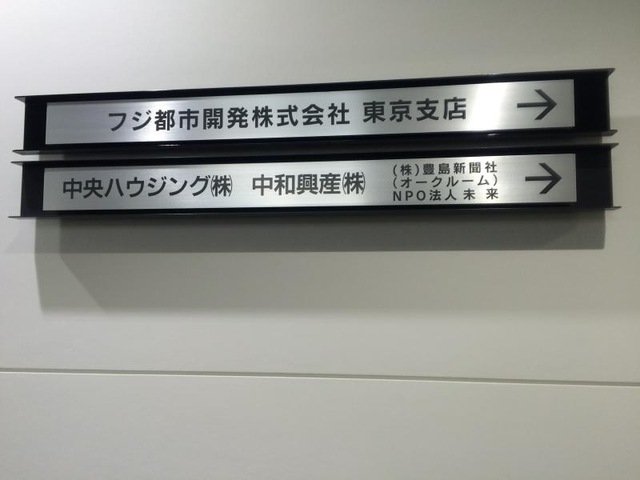 フジ都市開発株式会社 東京支店 →
中央ハウジング㈱ 中和興産㈱ →
(株)豊島新聞社
(オークルーム)
NPO法人 未来